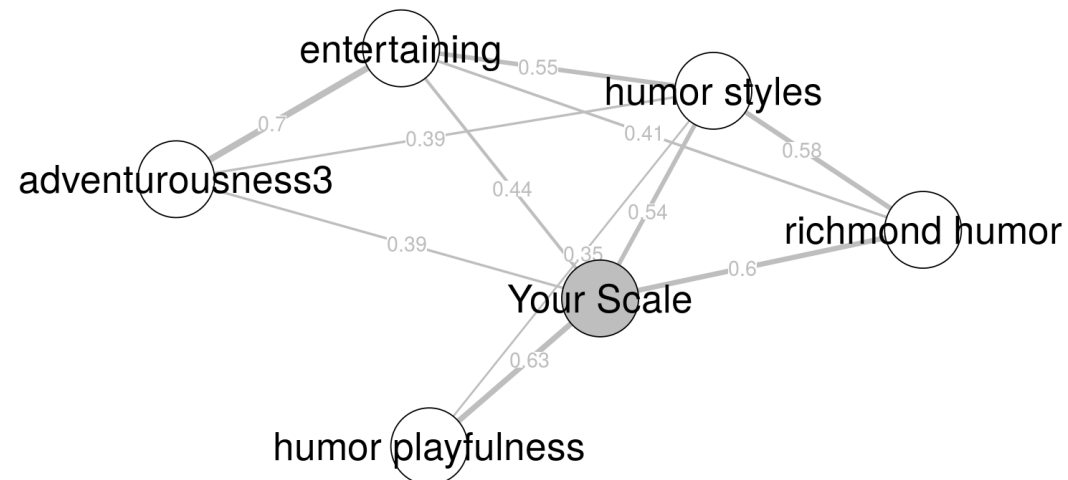 entertaining
0.55
humor styles
0.7
0.39
0.41
0.58
adventurousness3
0.44
0.54
richmond humor
0.39
0.35
0.6
Your Scale
0.63
humor playfulness